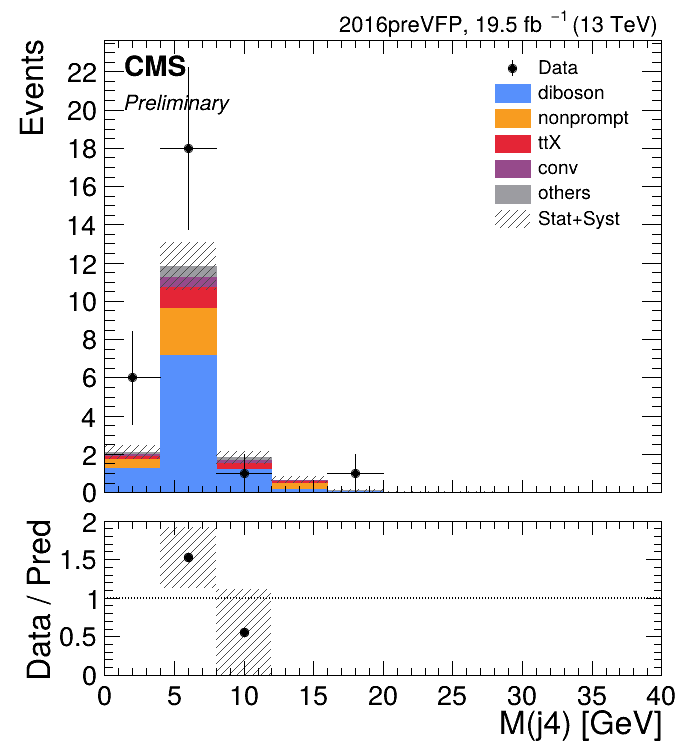 2016preVFP, 19.5 fb⁻¹ (13 TeV)
Events
CMS
Preliminary
Data
diboson
nonprompt
ttX
conv
others
Stat+Syst
22
20
18
16
14
12
10
8
6
4
2
0
Data / Pred
2
1.5
1
0.5
0
0 5 10 15 20 25 30 35 40
M(j4) [GeV]